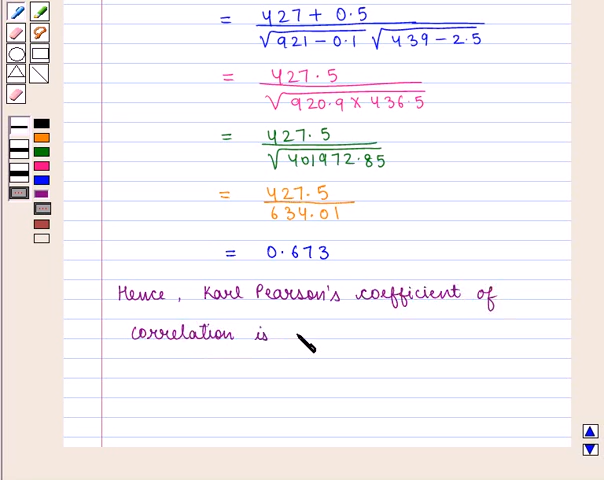 = 427 + 0.5 / √921 – 0.1 √439 – 2.5
= 427.5 / √920.9 × 436.5
= 427.5 / √401972.85
= 427.5 / 634.01
= 0.673
Hence, Karl Pearson's coefficient of
correlation is